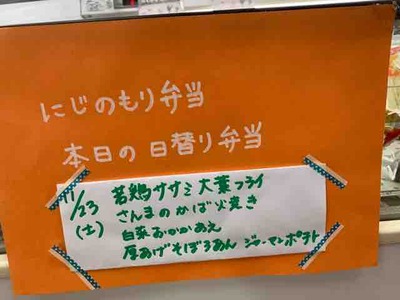 にじのもり弁当
本日の日替り弁当
11/23
(土)
若鶏ササミ大葉フライ
さんまのかば火焼き
白菜おかかあえ
厚あげそぼろあん ジャーマンポテト